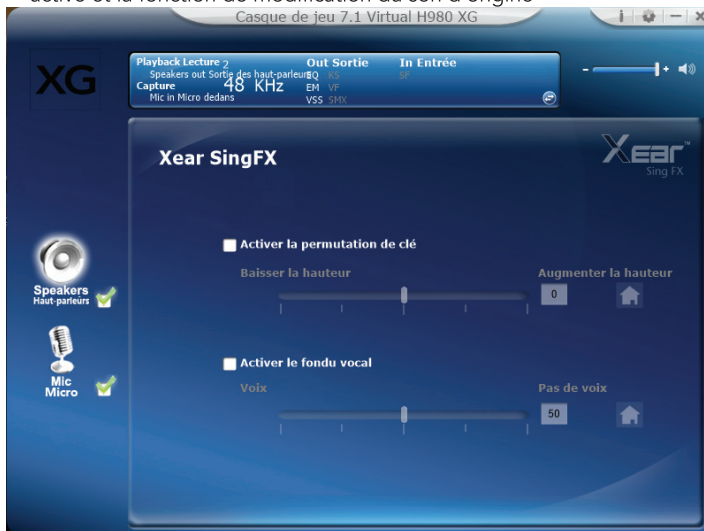 activé et la fonction de modification du son d'origine
Casque de jeu 7.1 Virtual H980 XG
XG
Playback Lecture 2
Speakers out Sortie des haut-parleurs
Capture 48 KHz
Mic in Micro dedans
Out Sortie
EQ KS
EM VF
VSS SMX
In Entrée
SF
Xear SingFX
Xear™
Sing FX
Activer la permutation de clé
Baisser la hauteur
Augmenter la hauteur
0
Speakers
Haut-parleurs
Activer le fondu vocal
Voix
Pas de voix
50
Mic
Micro